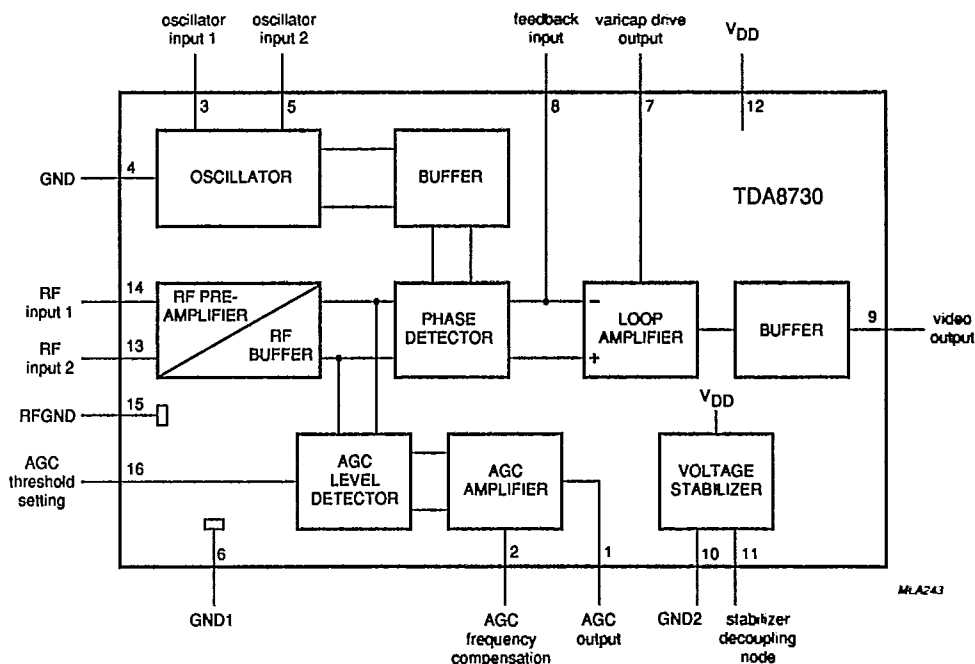 oscillator
input 1
oscillator
input 2
feedback
input
varicap drive
output
VDD
3
5
8
7
12
GND
4
OSCILLATOR
BUFFER
TDA8730
RF
input 1
14
RF PRE-
AMPLIFIER
RF
BUFFER
PHASE
DETECTOR
−
+
LOOP
AMPLIFIER
BUFFER
9
video
output
RF
input 2
13
RFGND
15
VDD
AGC
threshold
setting
16
AGC
LEVEL
DETECTOR
AGC
AMPLIFIER
VOLTAGE
STABILIZER
6
2
1
10
11
GND1
AGC
frequency
compensation
AGC
output
GND2
stabilizer
decoupling
node
MLA243